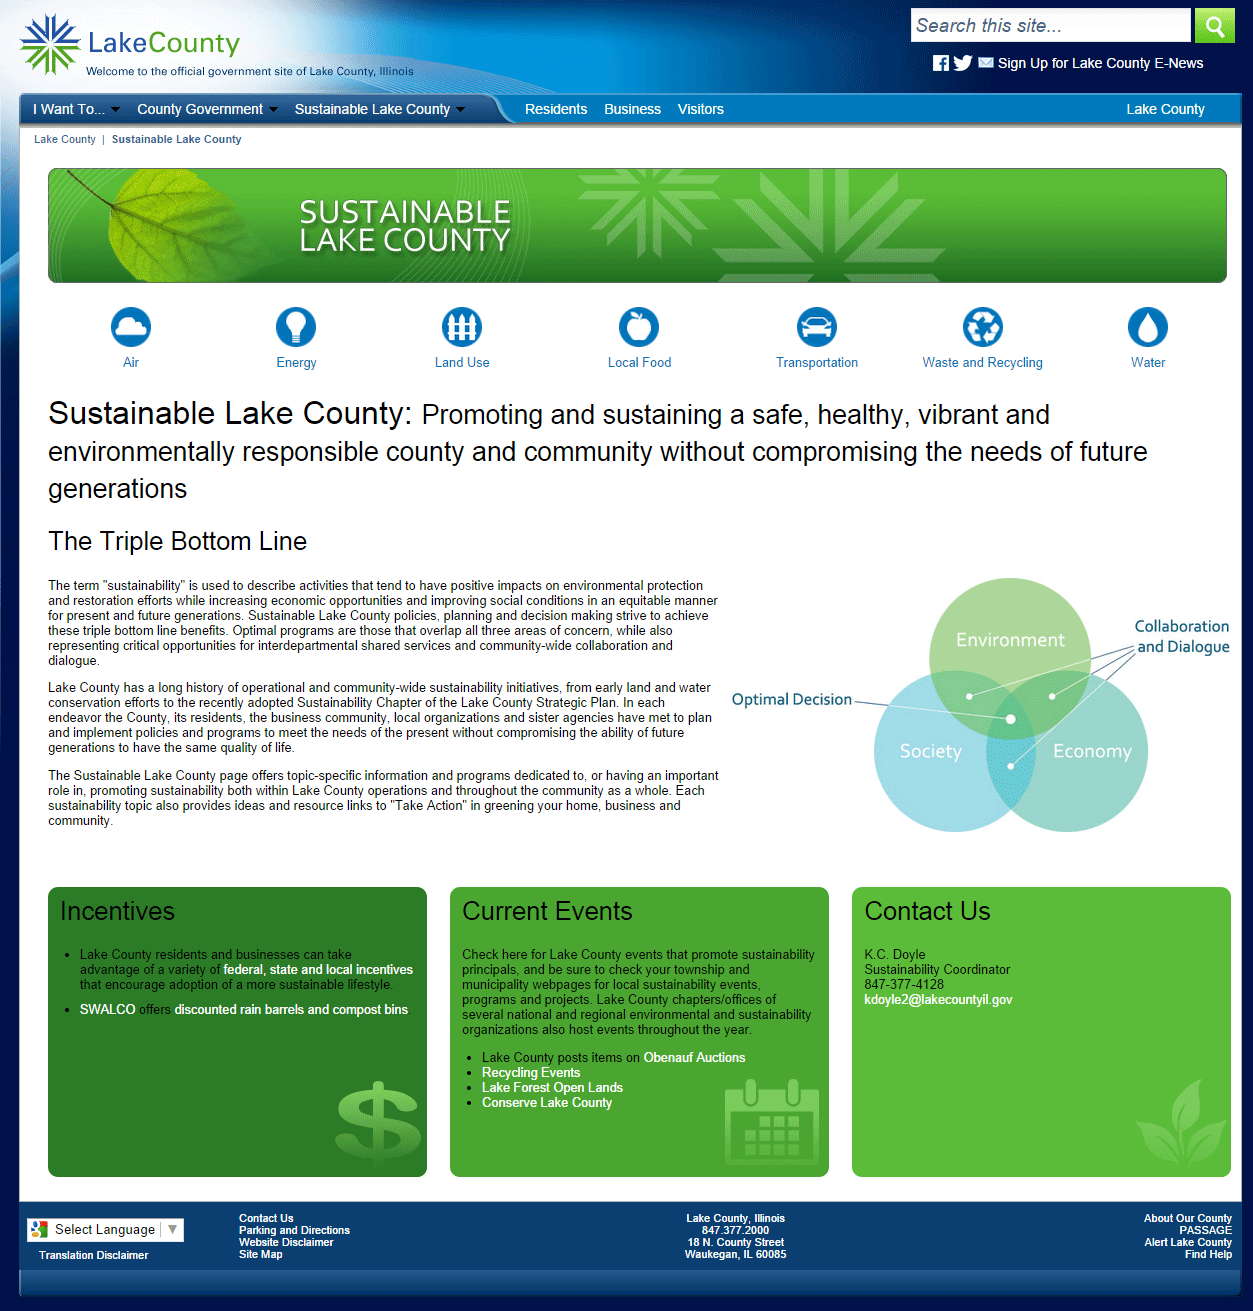 LakeCounty
Welcome to the official government site of Lake County, Illinois
Search this site...
Sign Up for Lake County E-News
I Want To... County Government Sustainable Lake County Residents Business Visitors Lake County
Lake County | Sustainable Lake County
SUSTAINABLE
LAKE COUNTY
Air Energy Land Use Local Food Transportation Waste and Recycling Water
Sustainable Lake County: Promoting and sustaining a safe, healthy, vibrant and
environmentally responsible county and community without compromising the needs of future
generations
The Triple Bottom Line
The term "sustainability" is used to describe activities that tend to have positive impacts on environmental protection
and restoration efforts while increasing economic opportunities and improving social conditions in an equitable manner
for present and future generations. Sustainable Lake County policies, planning and decision making strive to achieve
these triple bottom line benefits. Optimal programs are those that overlap all three areas of concern, while also
representing critical opportunities for interdepartmental shared services and community-wide collaboration and
dialogue.
Lake County has a long history of operational and community-wide sustainability initiatives, from early land and water
conservation efforts to the recently adopted Sustainability Chapter of the Lake County Strategic Plan. In each
endeavor the County, its residents, the business community, local organizations and sister agencies have met to plan
and implement policies and programs to meet the needs of the present without compromising the ability of future
generations to have the same quality of life.
The Sustainable Lake County page offers topic-specific information and programs dedicated to, or having an important
role in, promoting sustainability both within Lake County operations and throughout the community as a whole. Each
sustainability topic also provides ideas and resource links to "Take Action" in greening your home, business and
community.
Environment
Collaboration
and Dialogue
Optimal Decision
Society
Economy
Incentives
• Lake County residents and businesses can take
advantage of a variety of federal, state and local incentives
that encourage adoption of a more sustainable lifestyle.
• SWALCO offers discounted rain barrels and compost bins.
Current Events
Check here for Lake County events that promote sustainability
principals, and be sure to check your township and
municipality webpages for local sustainability events,
programs and projects. Lake County chapters/offices of
several national and regional environmental and sustainability
organizations also host events throughout the year.
• Lake County posts items on Obenauf Auctions
• Recycling Events
• Lake Forest Open Lands
• Conserve Lake County
Contact Us
K.C. Doyle
Sustainability Coordinator
847-377-4128
kdoyle2@lakecountyil.gov
Select Language
Translation Disclaimer
Contact Us
Parking and Directions
Website Disclaimer
Site Map
Lake County, Illinois
847.377.2000
18 N. County Street
Waukegan, IL 60085
About Our County
PASSAGE
Alert Lake County
Find Help